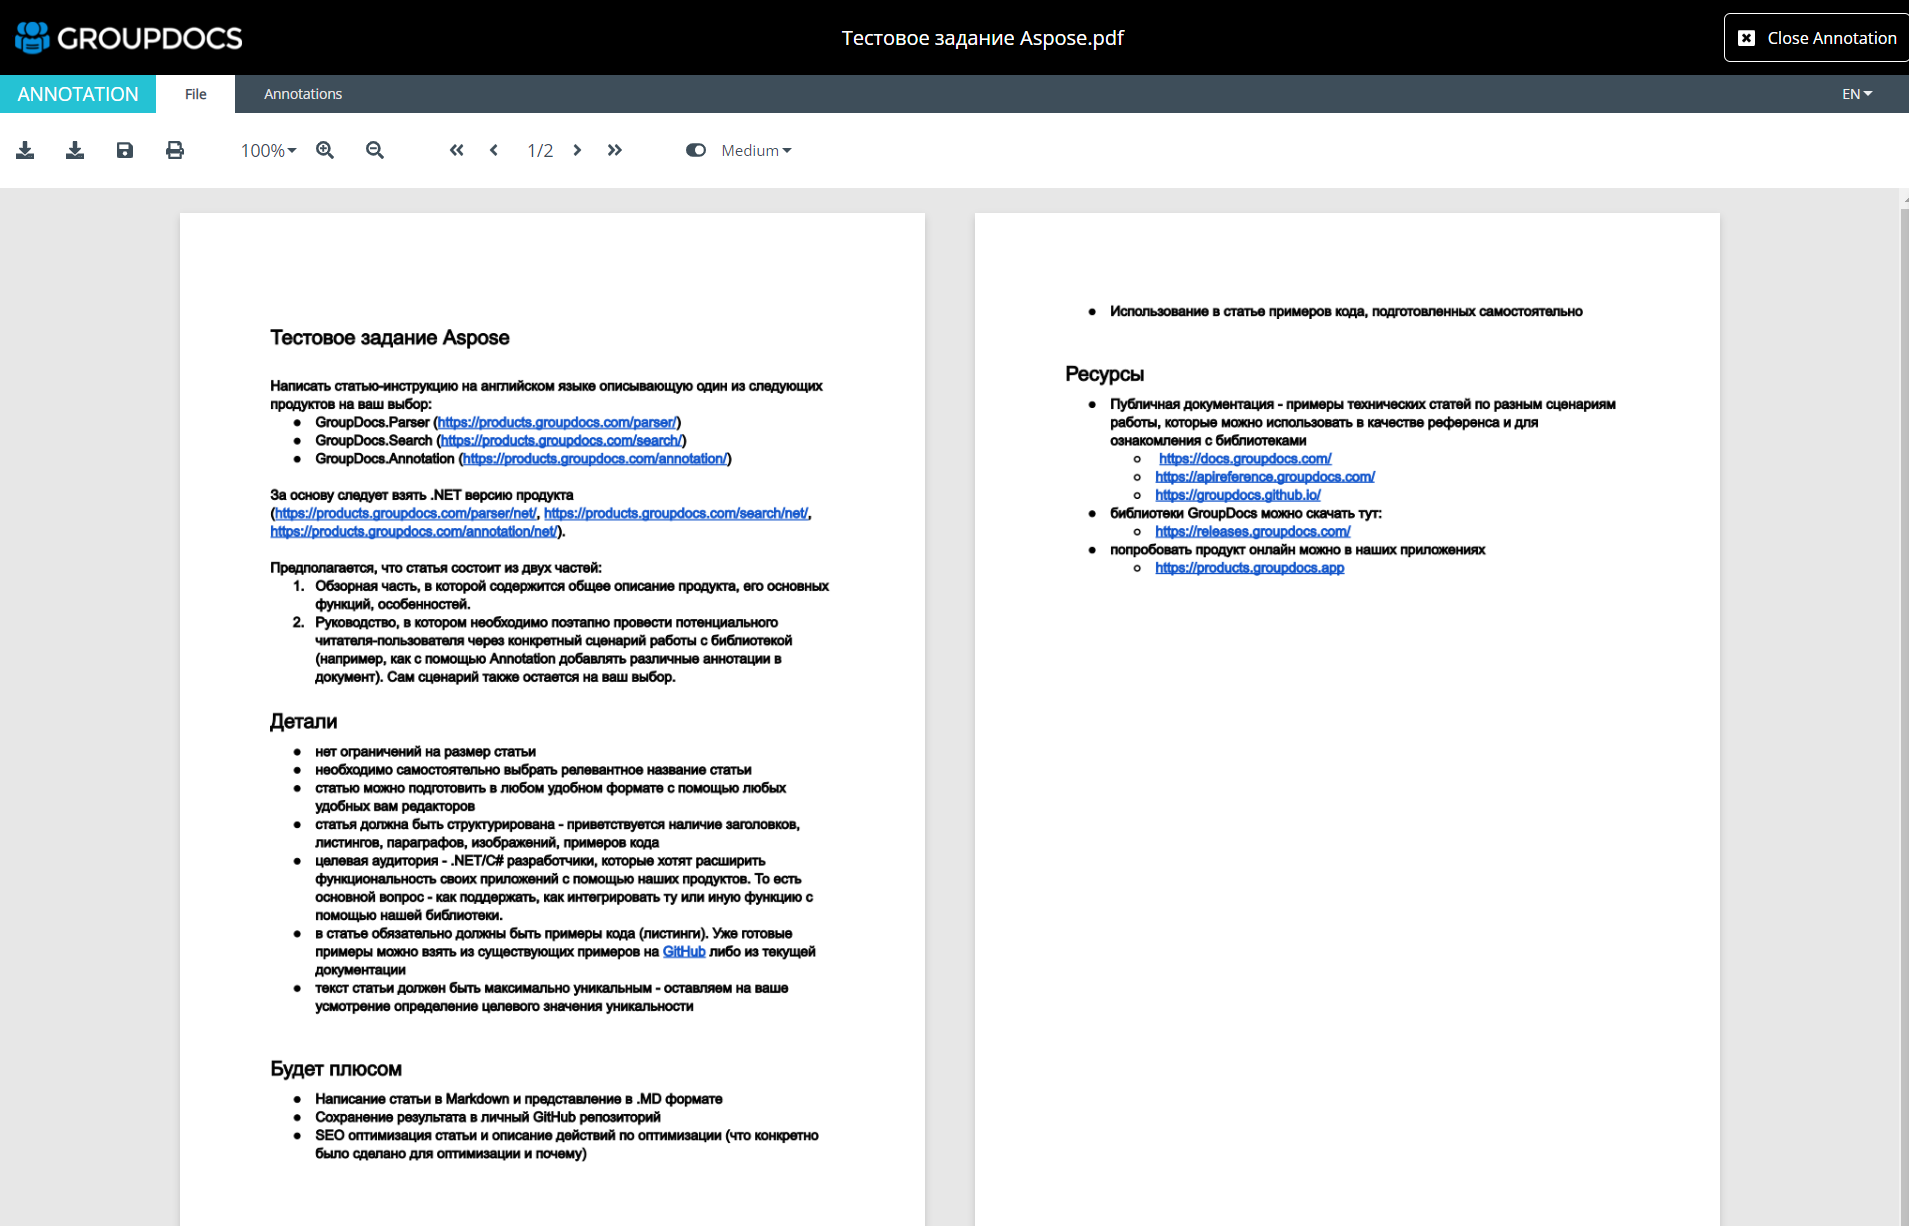 GROUPDOCS
Тестовое задание Aspose.pdf
Close Annotation
ANNOTATION
File
Annotations
EN
100%
1/2
Medium
Тестовое задание Aspose
Написать статью-инструкцию на английском языке описывающую один из следующих
продуктов на ваш выбор:
● GroupDocs.Parser (https://products.groupdocs.com/parser/)
● GroupDocs.Search (https://products.groupdocs.com/search/)
● GroupDocs.Annotation (https://products.groupdocs.com/annotation/)
За основу следует взять .NET версию продукта
(https://products.groupdocs.com/parser/net/, https://products.groupdocs.com/search/net/,
https://products.groupdocs.com/annotation/net/).
Предполагается, что статья состоит из двух частей:
1. Обзорная часть, в которой содержится общее описание продукта, его основных
функций, особенностей.
2. Руководство, в котором необходимо поэтапно провести потенциального
читателя-пользователя через конкретный сценарий работы с библиотекой
(например, как с помощью Annotation добавлять различные аннотации в
документ). Сам сценарий также остается на ваш выбор.
Детали
● нет ограничений на размер статьи
● необходимо самостоятельно выбрать релевантное название статьи
● статью можно подготовить в любом удобном формате с помощью любых
удобных вам редакторов
● статья должна быть структурирована - приветствуется наличие заголовков,
листингов, параграфов, изображений, примеров кода
● целевая аудитория - .NET/C# разработчики, которые хотят расширить
функциональность своих приложений с помощью наших продуктов. То есть
основной вопрос - как поддержать, как интегрировать ту или иную функцию с
помощью нашей библиотеки.
● в статье обязательно должны быть примеры кода (листинги). Уже готовые
примеры можно взять из существующих примеров на GitHub либо из текущей
документации
● текст статьи должен быть максимально уникальным - оставляем на ваше
усмотрение определение целевого значения уникальности
Будет плюсом
● Написание статьи в Markdown и представление в .MD формате
● Сохранение результата в личный GitHub репозиторий
● SEO оптимизация статьи и описание действий по оптимизации (что конкретно
было сделано для оптимизации и почему)
● Использование в статье примеров кода, подготовленных самостоятельно
Ресурсы
● Публичная документация - примеры технических статей по разным сценариям
работы, которые можно использовать в качестве референса и для
ознакомления с библиотеками
○ https://docs.groupdocs.com/
○ https://apireference.groupdocs.com/
○ https://groupdocs.github.io/
● библиотеки GroupDocs можно скачать тут:
○ https://releases.groupdocs.com/
● попробовать продукт онлайн можно в наших приложениях
○ https://products.groupdocs.app